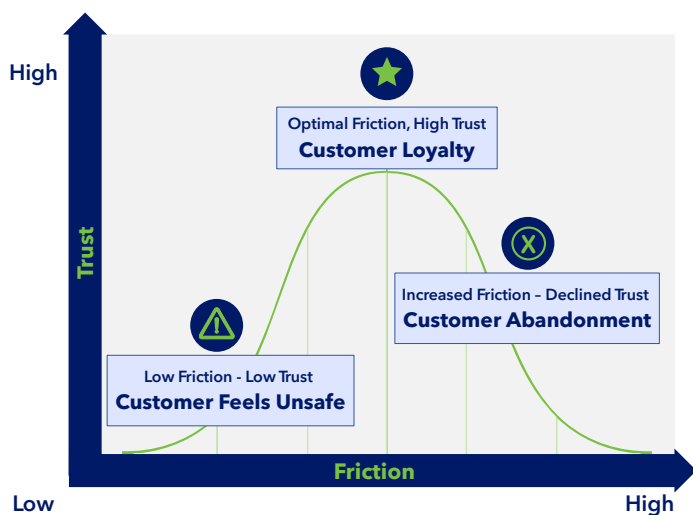 High
Optimal Friction, High Trust
Customer Loyalty
Trust
X
Increased Friction – Declined Trust
Customer Abandonment
!
Low Friction - Low Trust
Customer Feels Unsafe
Friction
Low
High